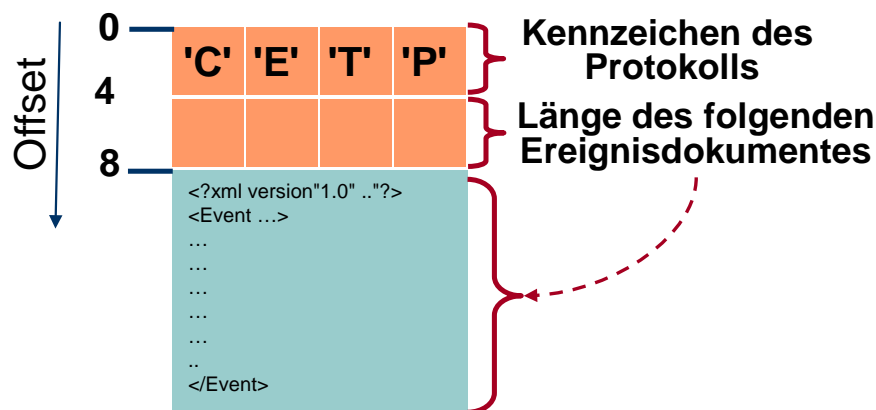 Offset
0
'C' 'E' 'T' 'P'
Kennzeichen des
Protokolls
4
Länge des folgenden
Ereignisdokumentes
8
<?xml version"1.0" .."?>
<Event …>
…
…
…
…
…
..
</Event>